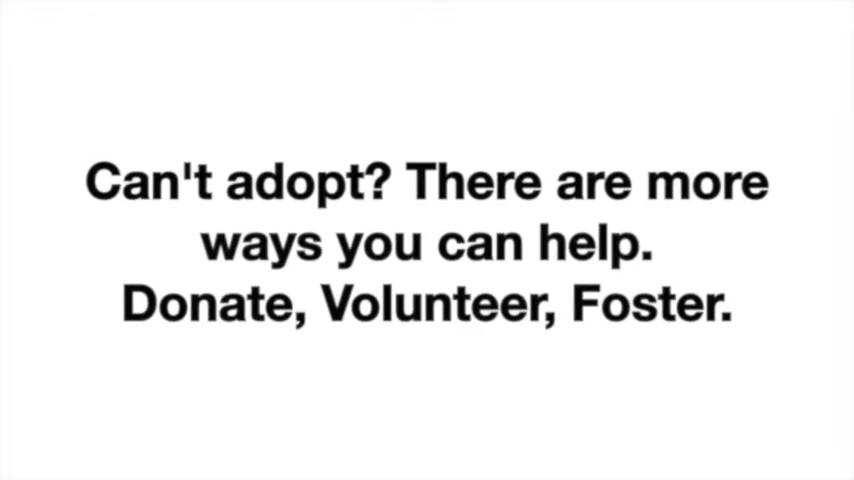 Can't adopt? There are more
ways you can help.
Donate, Volunteer, Foster.